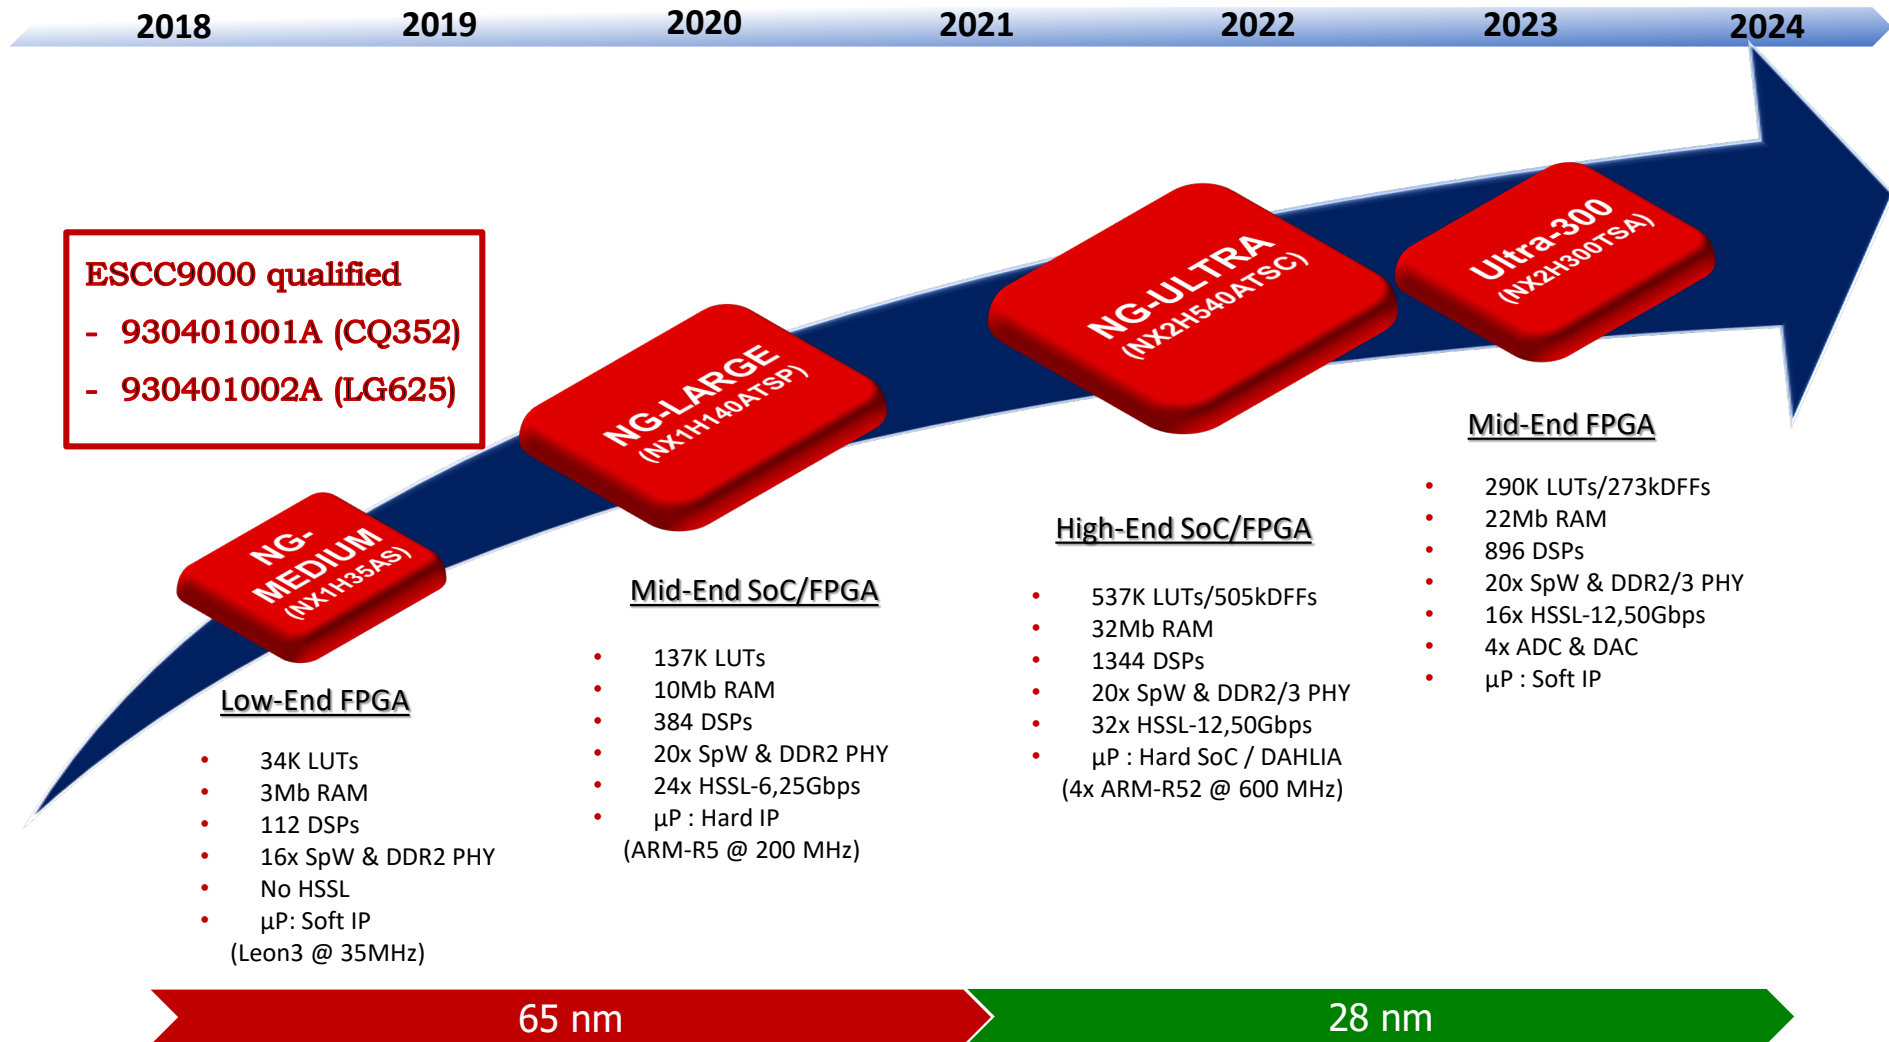 2018 2019 2020 2021 2022 2023 2024
ESCC9000 qualified
- 930401001A (CQ352)
- 930401002A (LG625)
NG-
MEDIUM
(NX1H35AS)
Low-End FPGA
• 34K LUTs
• 3Mb RAM
• 112 DSPs
• 16x SpW & DDR2 PHY
• No HSSL
• µP: Soft IP
(Leon3 @ 35MHz)
NG-LARGE
(NX1H140ATSP)
Mid-End SoC/FPGA
• 137K LUTs
• 10Mb RAM
• 384 DSPs
• 20x SpW & DDR2 PHY
• 24x HSSL-6,25Gbps
• µP : Hard IP
(ARM-R5 @ 200 MHz)
NG-ULTRA
(NX2H540ATSC)
High-End SoC/FPGA
• 537K LUTs/505kDFFs
• 32Mb RAM
• 1344 DSPs
• 20x SpW & DDR2/3 PHY
• 32x HSSL-12,50Gbps
• µP : Hard SoC / DAHLIA
(4x ARM-R52 @ 600 MHz)
Ultra-300
(NX2H300TSA)
Mid-End FPGA
• 290K LUTs/273kDFFs
• 22Mb RAM
• 896 DSPs
• 20x SpW & DDR2/3 PHY
• 16x HSSL-12,50Gbps
• 4x ADC & DAC
• µP : Soft IP
65 nm
28 nm